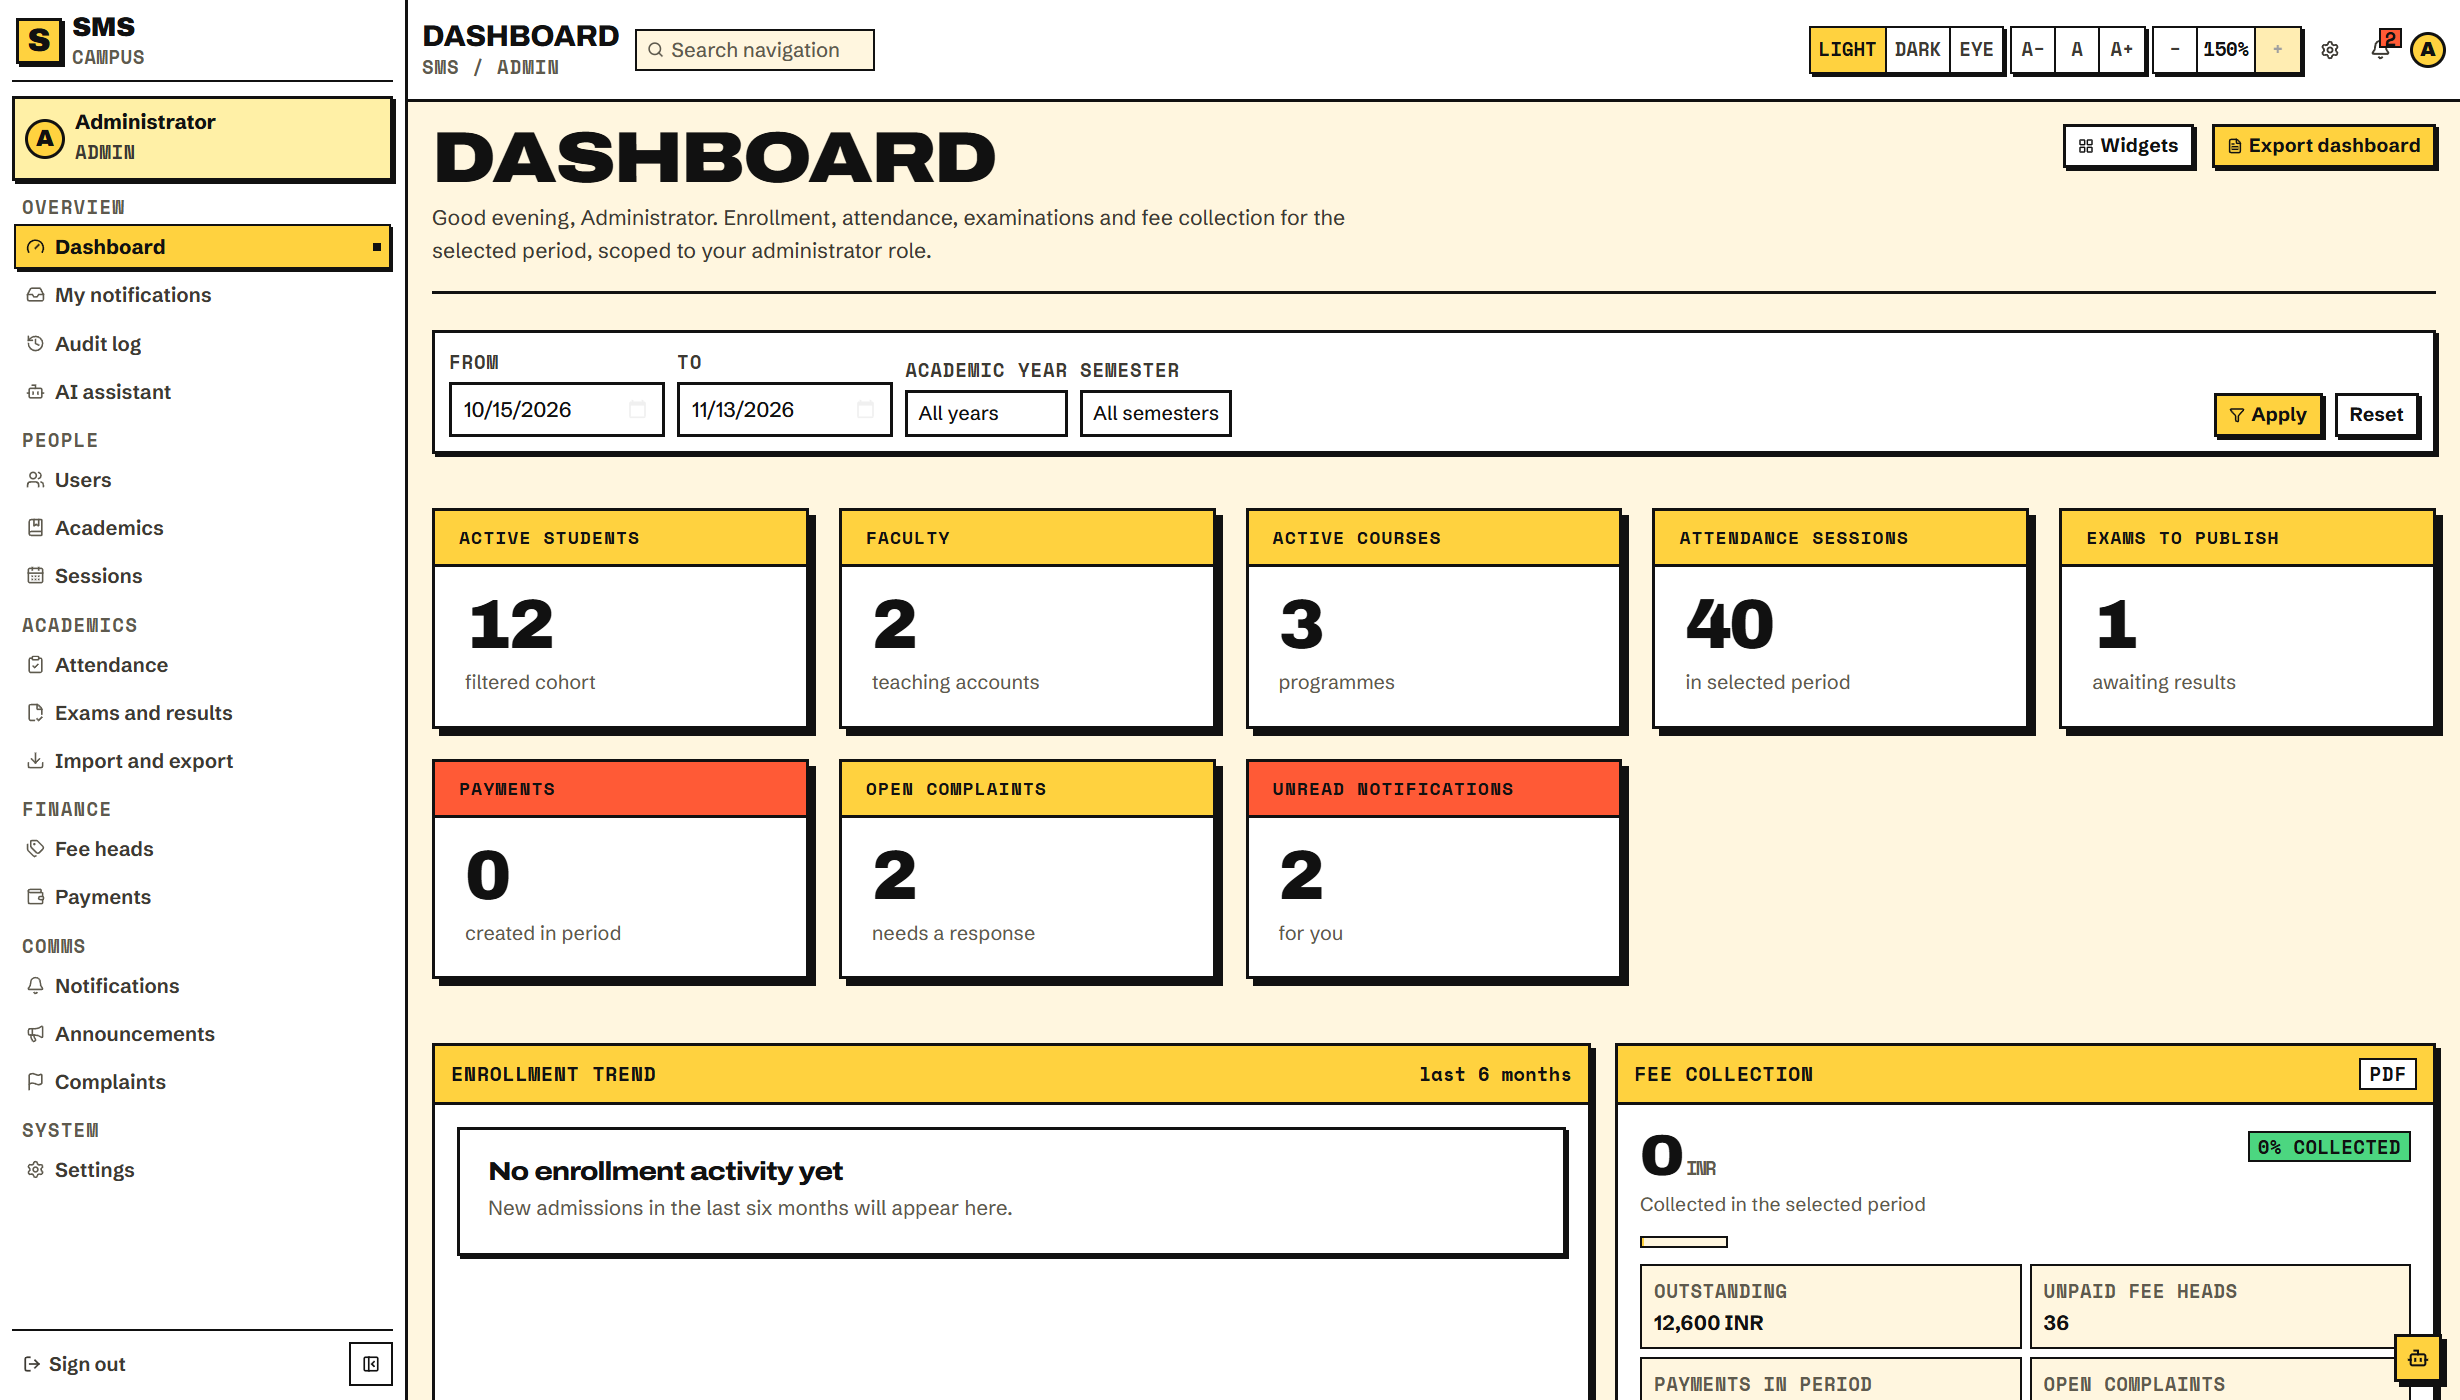 S
SMS
CAMPUS
A
Administrator
ADMIN
OVERVIEW
Dashboard
My notifications
Audit log
AI assistant
PEOPLE
Users
Academics
Sessions
ACADEMICS
Attendance
Exams and results
Import and export
FINANCE
Fee heads
Payments
COMMS
Notifications
Announcements
Complaints
SYSTEM
Settings
Sign out
DASHBOARD
SMS / ADMIN
Search navigation
LIGHT DARK EYE A- A A+ - 150% +
2
A
DASHBOARD
Widgets
Export dashboard
Good evening, Administrator. Enrollment, attendance, examinations and fee collection for the
selected period, scoped to your administrator role.
FROM TO ACADEMIC YEAR SEMESTER
10/15/2026 11/13/2026 All years All semesters
Apply Reset
ACTIVE STUDENTS
12
filtered cohort
FACULTY
2
teaching accounts
ACTIVE COURSES
3
programmes
ATTENDANCE SESSIONS
40
in selected period
EXAMS TO PUBLISH
1
awaiting results
PAYMENTS
0
created in period
OPEN COMPLAINTS
2
needs a response
UNREAD NOTIFICATIONS
2
for you
ENROLLMENT TREND last 6 months
No enrollment activity yet
New admissions in the last six months will appear here.
FEE COLLECTION PDF
0 INR
0% COLLECTED
Collected in the selected period
OUTSTANDING
12,600 INR
UNPAID FEE HEADS
36
PAYMENTS IN PERIOD
OPEN COMPLAINTS